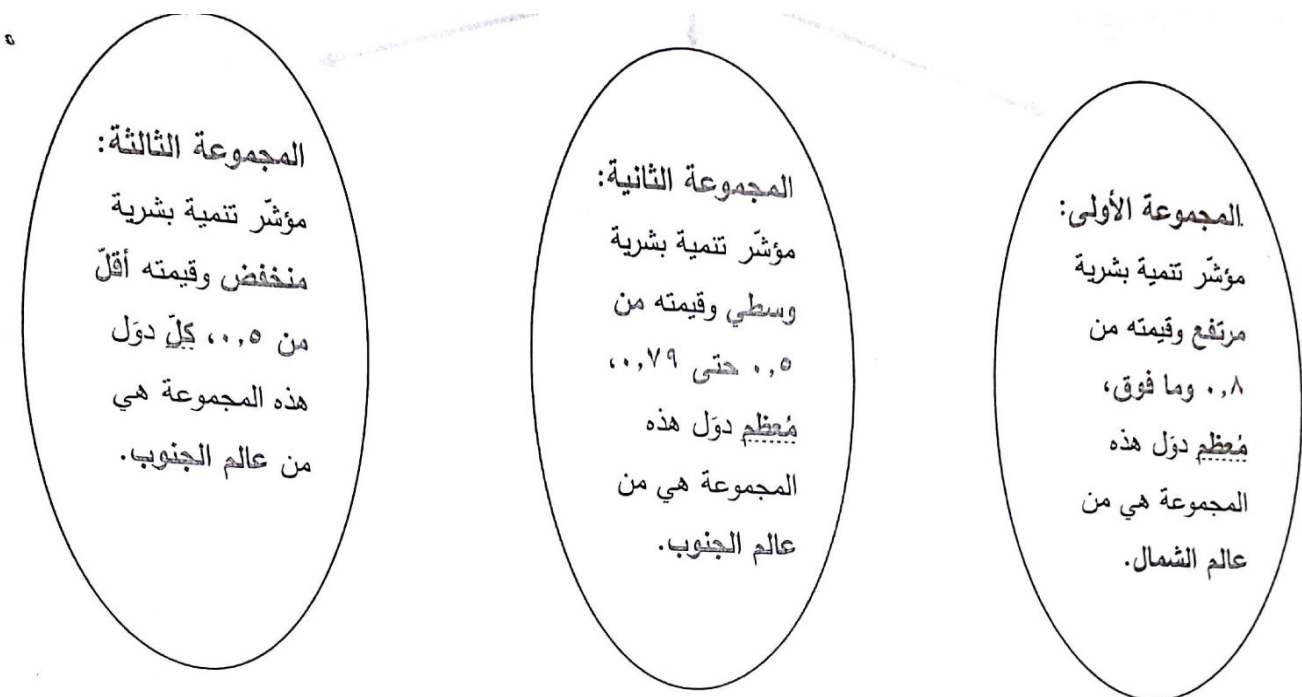 المجموعة الأولى:
مؤشّر تنمية بشرية
مرتفع وقيمته من
٠,٨ وما فوق،
مُعظم دوَل هذه
المجموعة هي من
عالم الشمال.
المجموعة الثانية:
مؤشّر تنمية بشرية
وسطي وقيمته من
٠,٥ حتى ٠,٧٩،
مُعظم دوَل هذه
المجموعة هي من
عالم الجنوب.
المجموعة الثالثة:
مؤشّر تنمية بشرية
منخفض وقيمته أقلّ
من ٠,٥، كلّ دوَل
هذه المجموعة هي
من عالم الجنوب.